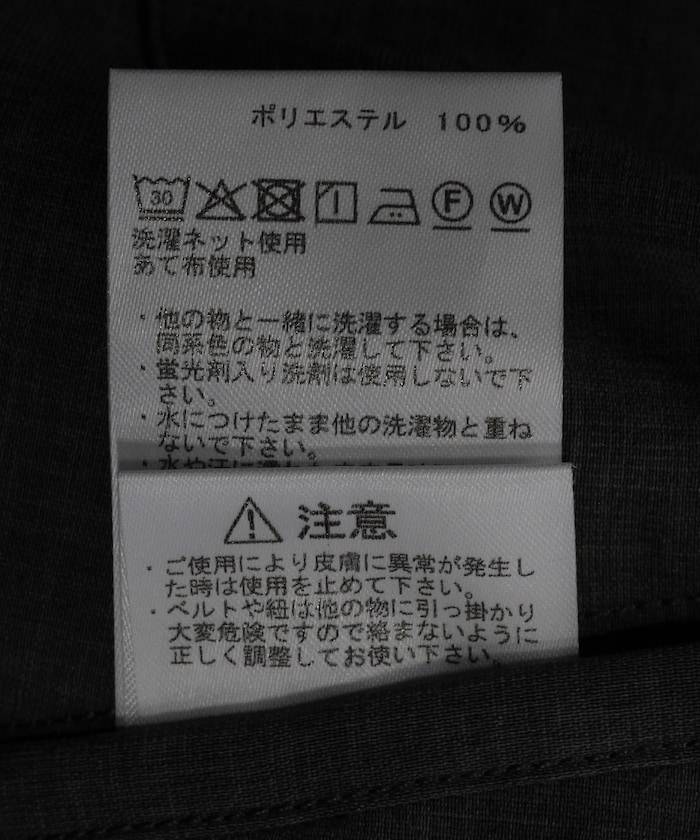 ポリエステル 100%
30 F W
洗濯ネット使用
あて布使用
・他の物と一緒に洗濯する場合は、
同系色の物と洗濯して下さい。
・蛍光剤入り洗剤は使用しないで下
さい。
・水につけたまま他の洗濯物と重ね
ないで下さい。
・水や汗に濡れ
注意
・ご使用により皮膚に異常が発生し
た時は使用を止めて下さい。
・ベルトや紐は他の物に引っ掛かり
大変危険ですので絡まないように
正しく調整してお使い下さい。